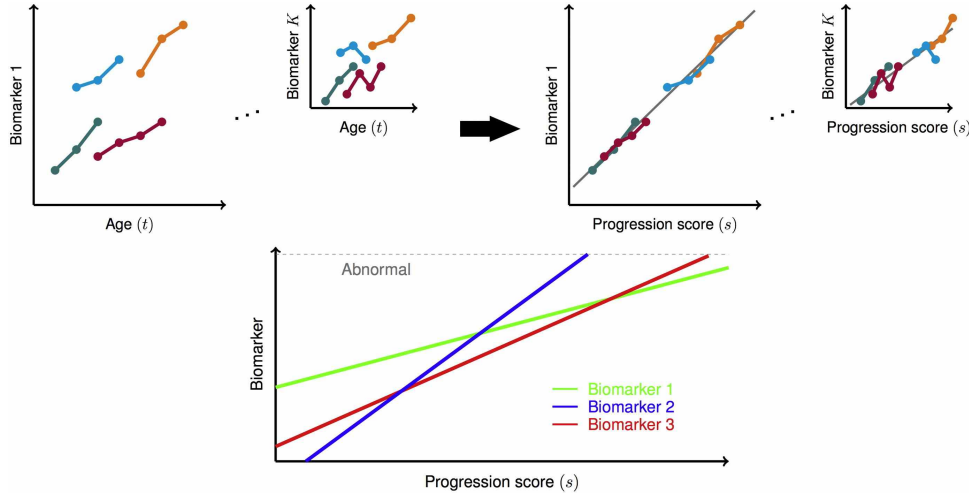 Biomarker 1
Age (t)
...
Biomarker K
Age (t)
Biomarker 1
Progression score (s)
...
Biomarker K
Progression score (s)
Abnormal
Biomarker
Biomarker 1
Biomarker 2
Biomarker 3
Progression score (s)